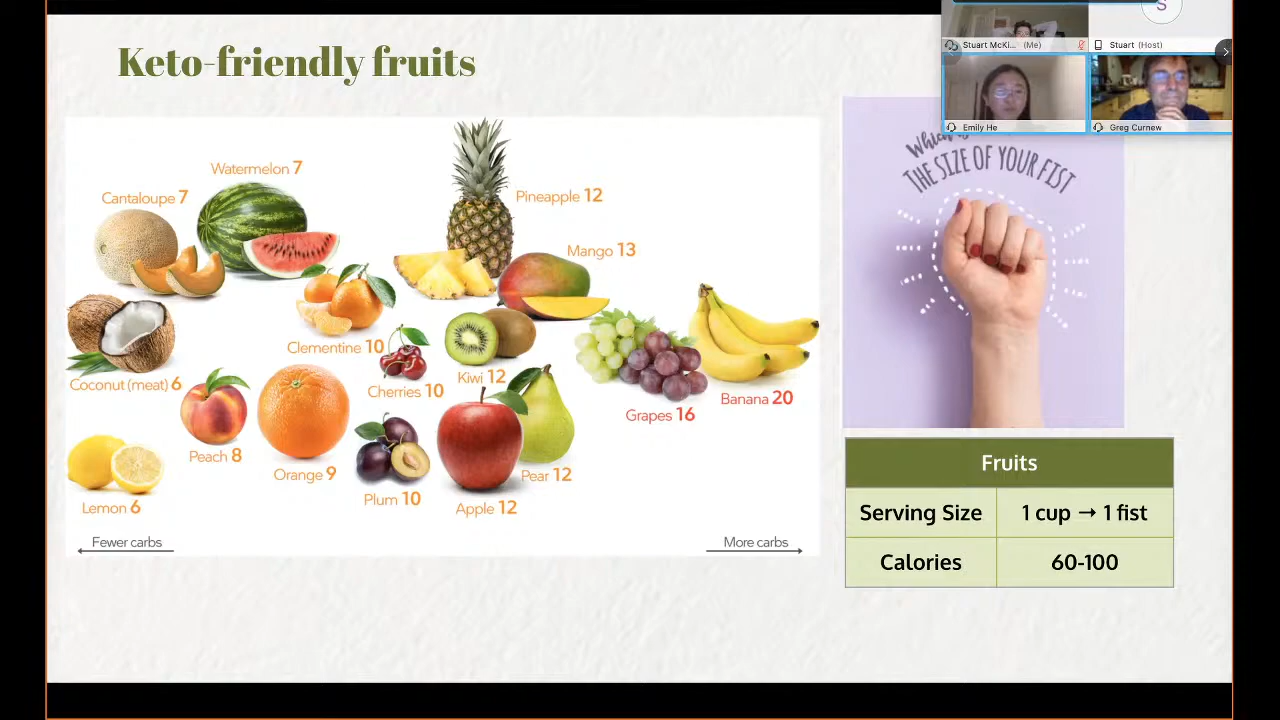 Keto-friendly fruits
Stuart McKi... (Me)
Stuart (Host)
Emily He
Greg Curnew
S
Watermelon 7
Cantaloupe 7
Pineapple 12
Mango 13
Clementine 10
Coconut (meat) 6
Cherries 10
Kiwi 12
Grapes 16
Banana 20
Peach 8
Orange 9
Plum 10
Pear 12
Apple 12
Lemon 6
Fewer carbs
More carbs
Which is
THE SIZE OF YOUR FIST
Fruits
Serving Size 1 cup → 1 fist
Calories 60-100